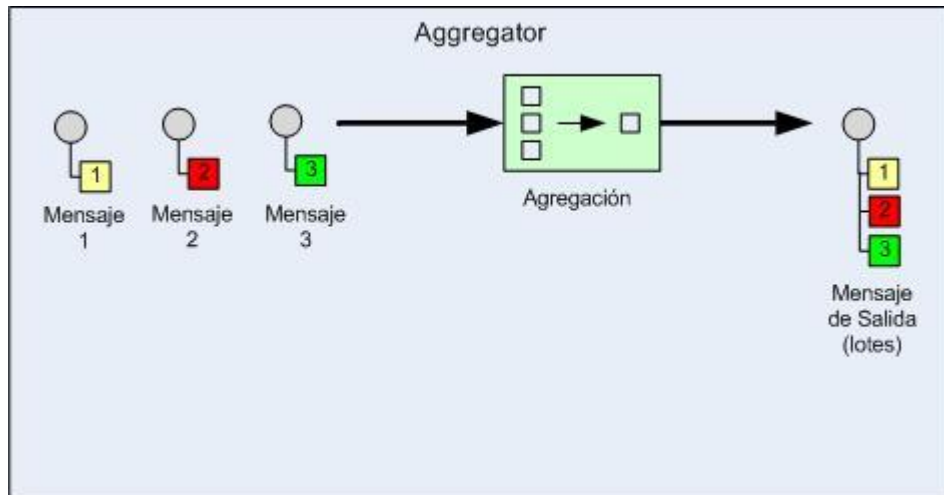 Aggregator
1
2
3
Mensaje
1
Mensaje
2
Mensaje
3
Agregación
1
2
3
Mensaje
de Salida
(lotes)